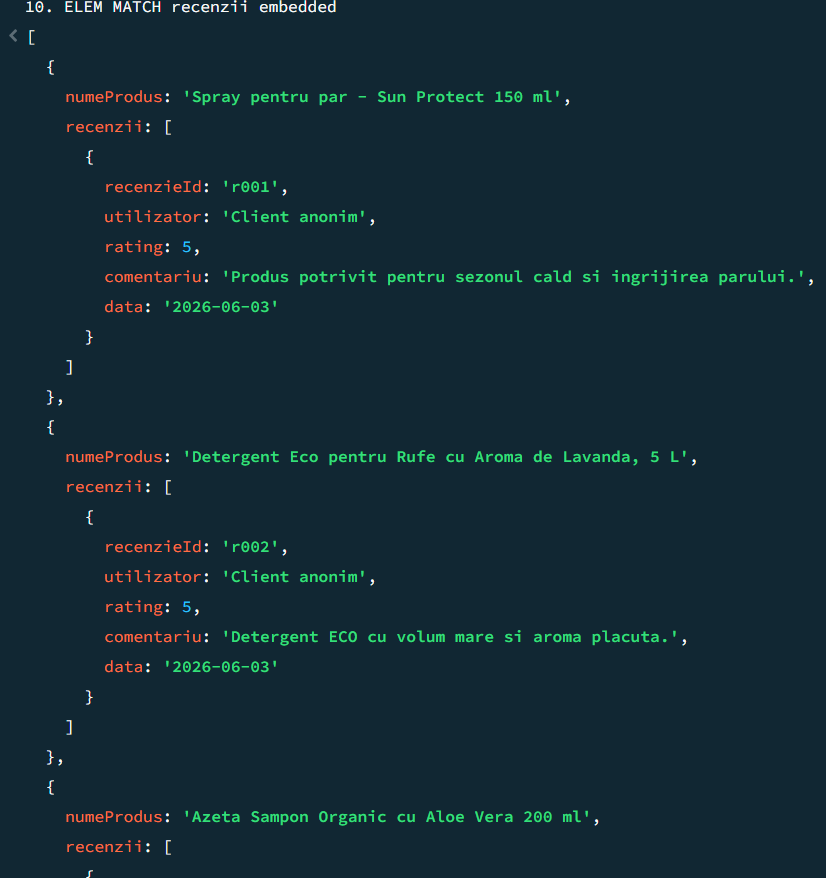 10. ELEM MATCH recenzii embedded
[
{
numeProdus: 'Spray pentru par - Sun Protect 150 ml',
recenzii: [
{
recenzieId: 'r001',
utilizator: 'Client anonim',
rating: 5,
comentariu: 'Produs potrivit pentru sezonul cald si ingrijirea parului.',
data: '2026-06-03'
}
]
},
{
numeProdus: 'Detergent Eco pentru Rufe cu Aroma de Lavanda, 5 L',
recenzii: [
{
recenzieId: 'r002',
utilizator: 'Client anonim',
rating: 5,
comentariu: 'Detergent ECO cu volum mare si aroma placuta.',
data: '2026-06-03'
}
]
},
{
numeProdus: 'Azeta Sampon Organic cu Aloe Vera 200 ml',
recenzii: [
{